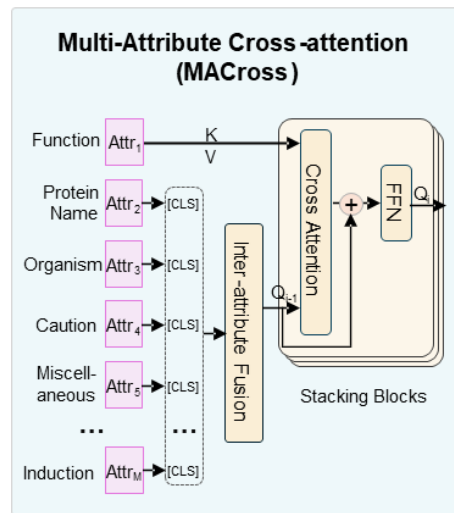 Multi-Attribute Cross-attention
(MACross)
Function
Attr1
K
V
Protein
Name
Attr2
[CLS]
Organism
Attr3
[CLS]
Caution
Attr4
[CLS]
Miscell-
aneous
Attr5
[CLS]
...
...
Induction
AttrM
[CLS]
Inter-attribute Fusion
Qi-1
Cross Attention
+
FFN
Qi
Stacking Blocks